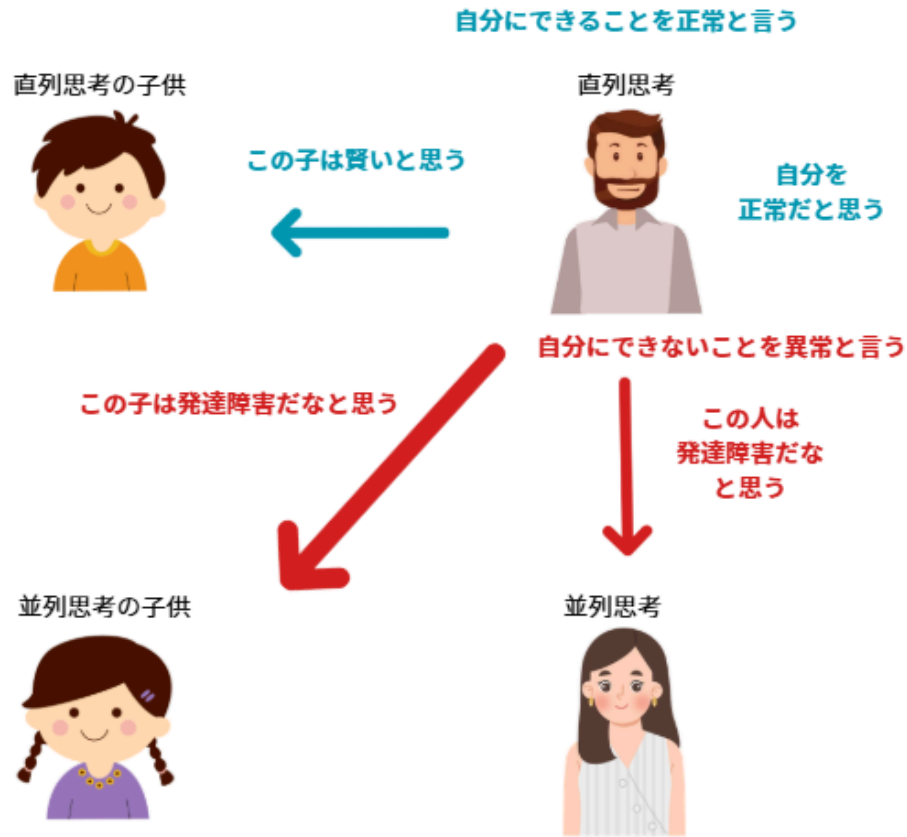 自分にできることを正常と言う
直列思考の子供
直列思考
この子は賢いと思う
自分を
正常だと思う
自分にできないことを異常と言う
この子は発達障害だなと思う
この人は
発達障害だな
と思う
並列思考の子供
並列思考